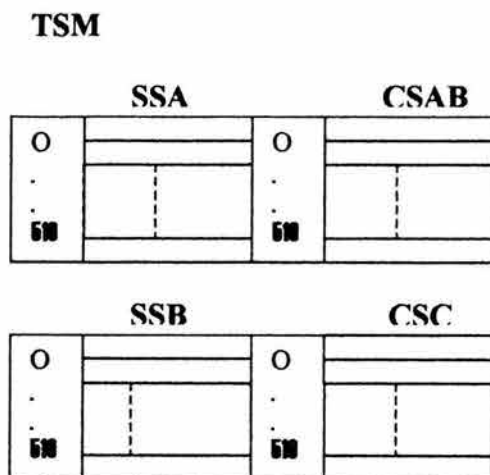 TSM
SSA CSAB
O O
. .
. .
SSB CSC
O O
. .
. .